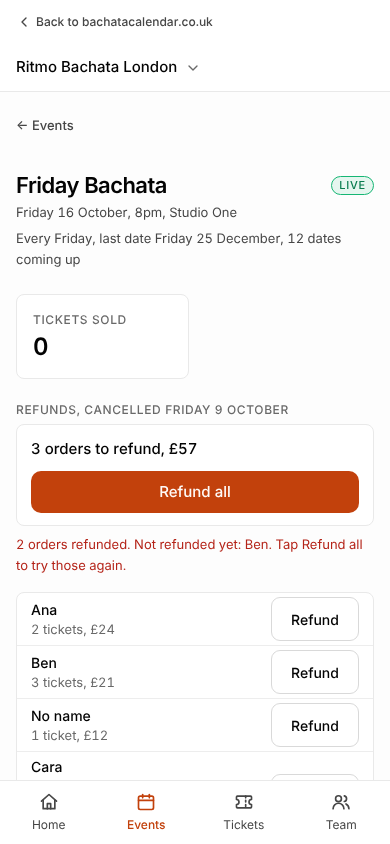 Back to bachatacalendar.co.uk
Ritmo Bachata London
← Events
Friday Bachata
LIVE
Friday 16 October, 8pm, Studio One
Every Friday, last date Friday 25 December, 12 dates
coming up
TICKETS SOLD
0
REFUNDS, CANCELLED FRIDAY 9 OCTOBER
3 orders to refund, £57
Refund all
2 orders refunded. Not refunded yet: Ben. Tap Refund all
to try those again.
Ana
2 tickets, £24
Refund
Ben
3 tickets, £21
Refund
No name
1 ticket, £12
Refund
Cara
Home
Events
Tickets
Team